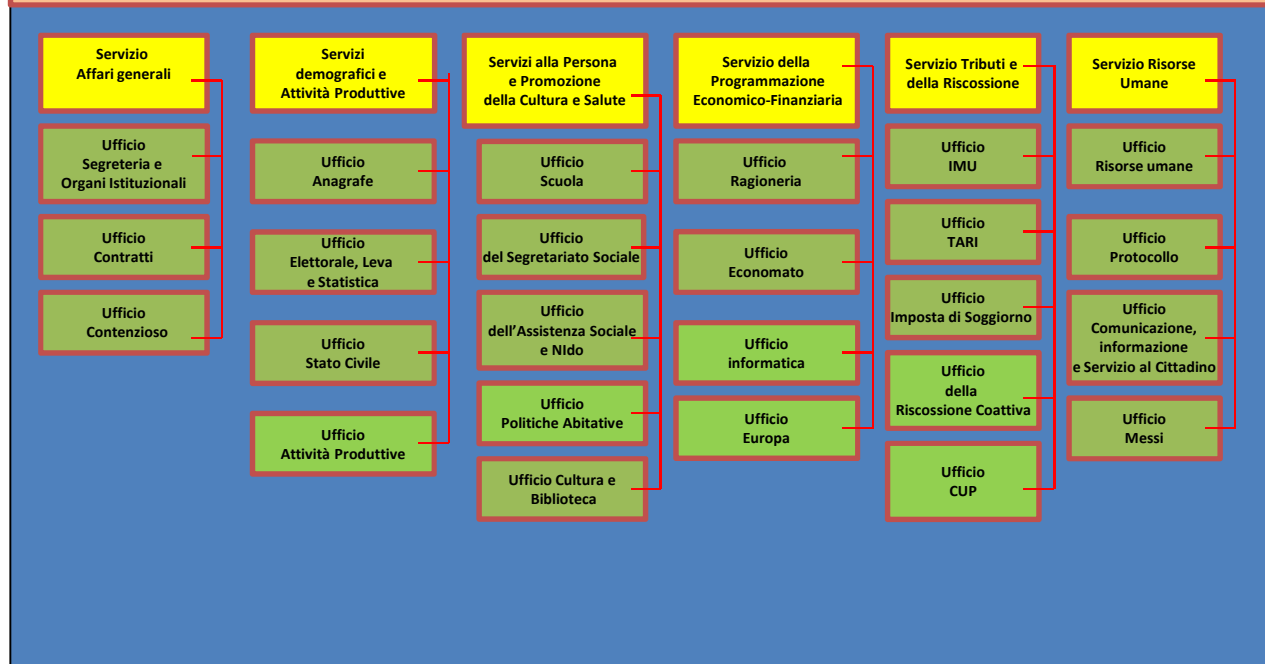 Servizio
Affari generali
Ufficio
Segreteria e
Organi Istituzionali
Ufficio
Contratti
Ufficio
Contenzioso
Servizi
demografici e
Attività Produttive
Ufficio
Anagrafe
Ufficio
Elettorale, Leva
e Statistica
Ufficio
Stato Civile
Ufficio
Attività Produttive
Servizi alla Persona
e Promozione
della Cultura e Salute
Ufficio
Scuola
Ufficio
del Segretariato Sociale
Ufficio
dell’Assistenza Sociale
e NIdo
Ufficio
Politiche Abitative
Ufficio Cultura e
Biblioteca
Servizio della
Programmazione
Economico-Finanziaria
Ufficio
Ragioneria
Ufficio
Economato
Ufficio
informatica
Ufficio
Europa
Servizio Tributi e
della Riscossione
Ufficio
IMU
Ufficio
TARI
Ufficio
Imposta di Soggiorno
Ufficio
della
Riscossione Coattiva
Ufficio
CUP
Servizio Risorse
Umane
Ufficio
Risorse umane
Ufficio
Protocollo
Ufficio
Comunicazione,
informazione
e Servizio al Cittadino
Ufficio
Messi